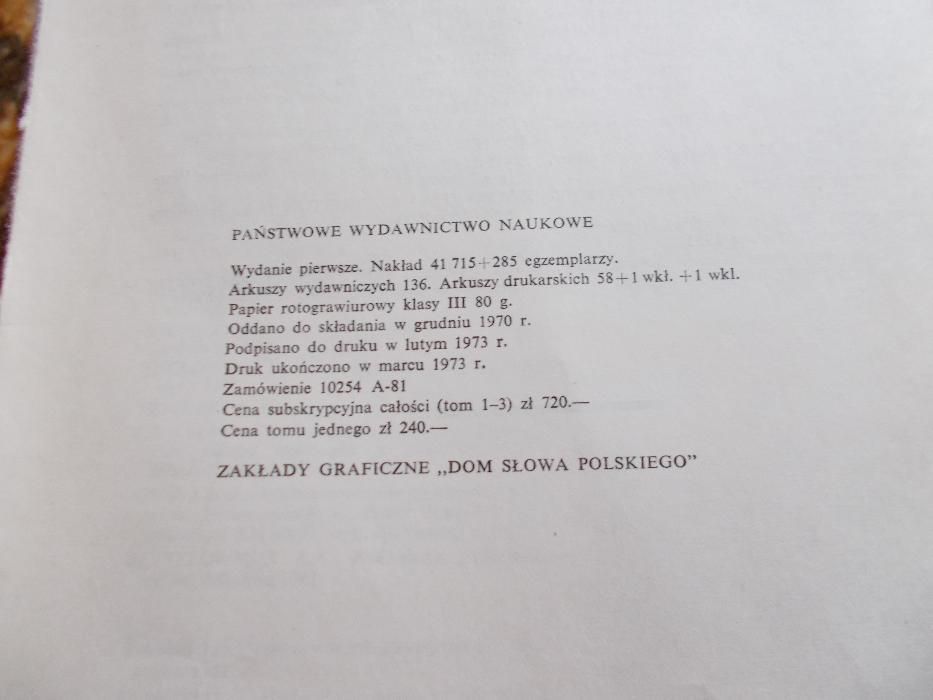 PAŃSTWOWE WYDAWNICTWO NAUKOWE
Wydanie pierwsze. Nakład 41 715+285 egzemplarzy.
Arkuszy wydawniczych 136. Arkuszy drukarskich 58+1 wkł. +1 wkl.
Papier rotograwiurowy klasy III 80 g.
Oddano do składania w grudniu 1970 r.
Podpisano do druku w lutym 1973 r.
Druk ukończono w marcu 1973 r.
Zamówienie 10254 A-81
Cena subskrypcyjna całości (tom 1–3) zł 720.—
Cena tomu jednego zł 240.—
ZAKŁADY GRAFICZNE „DOM SŁOWA POLSKIEGO”